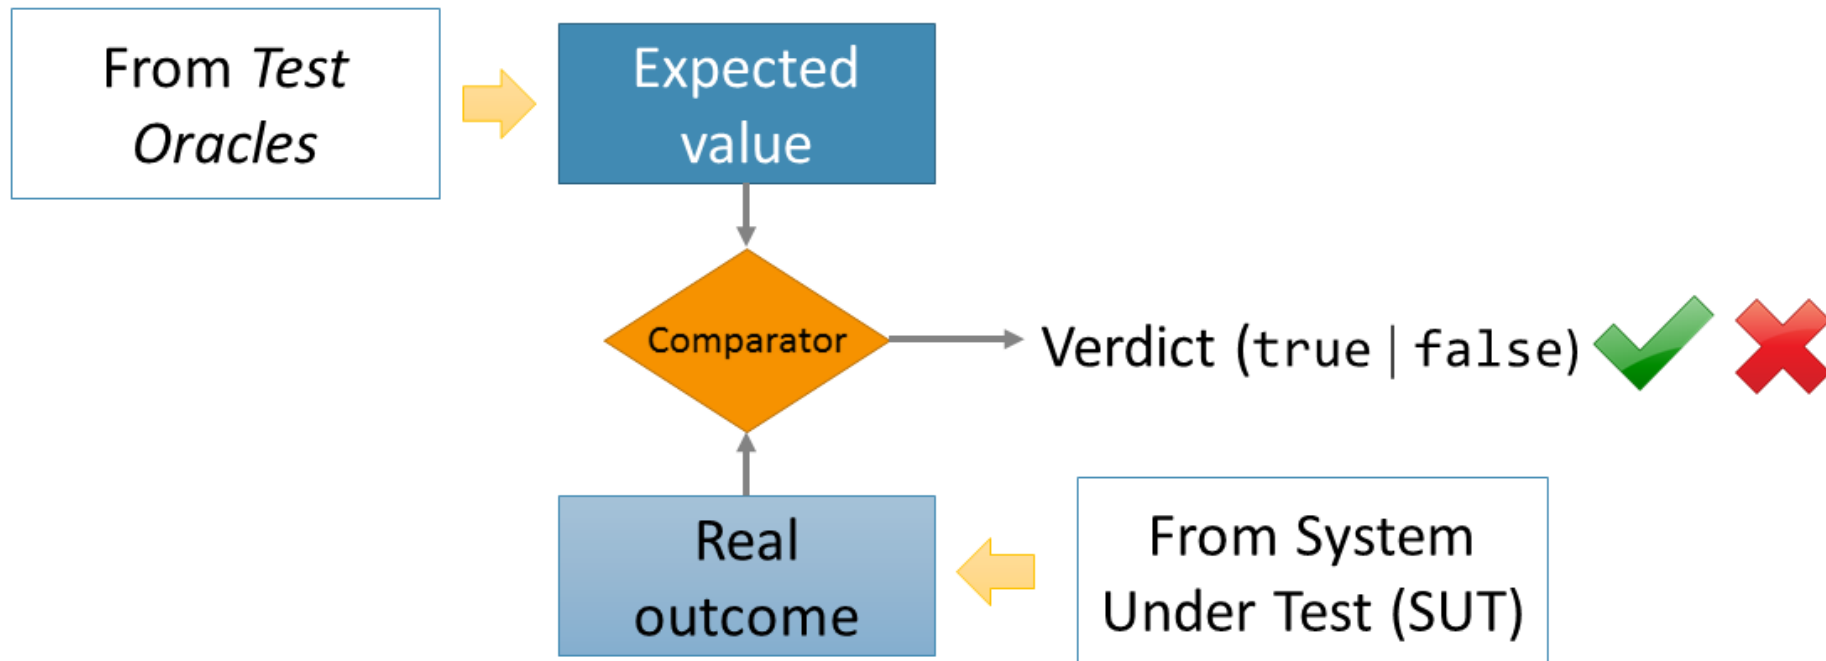 From Test
Oracles
Expected
value
Comparator
Verdict (true | false)
Real
outcome
From System
Under Test (SUT)